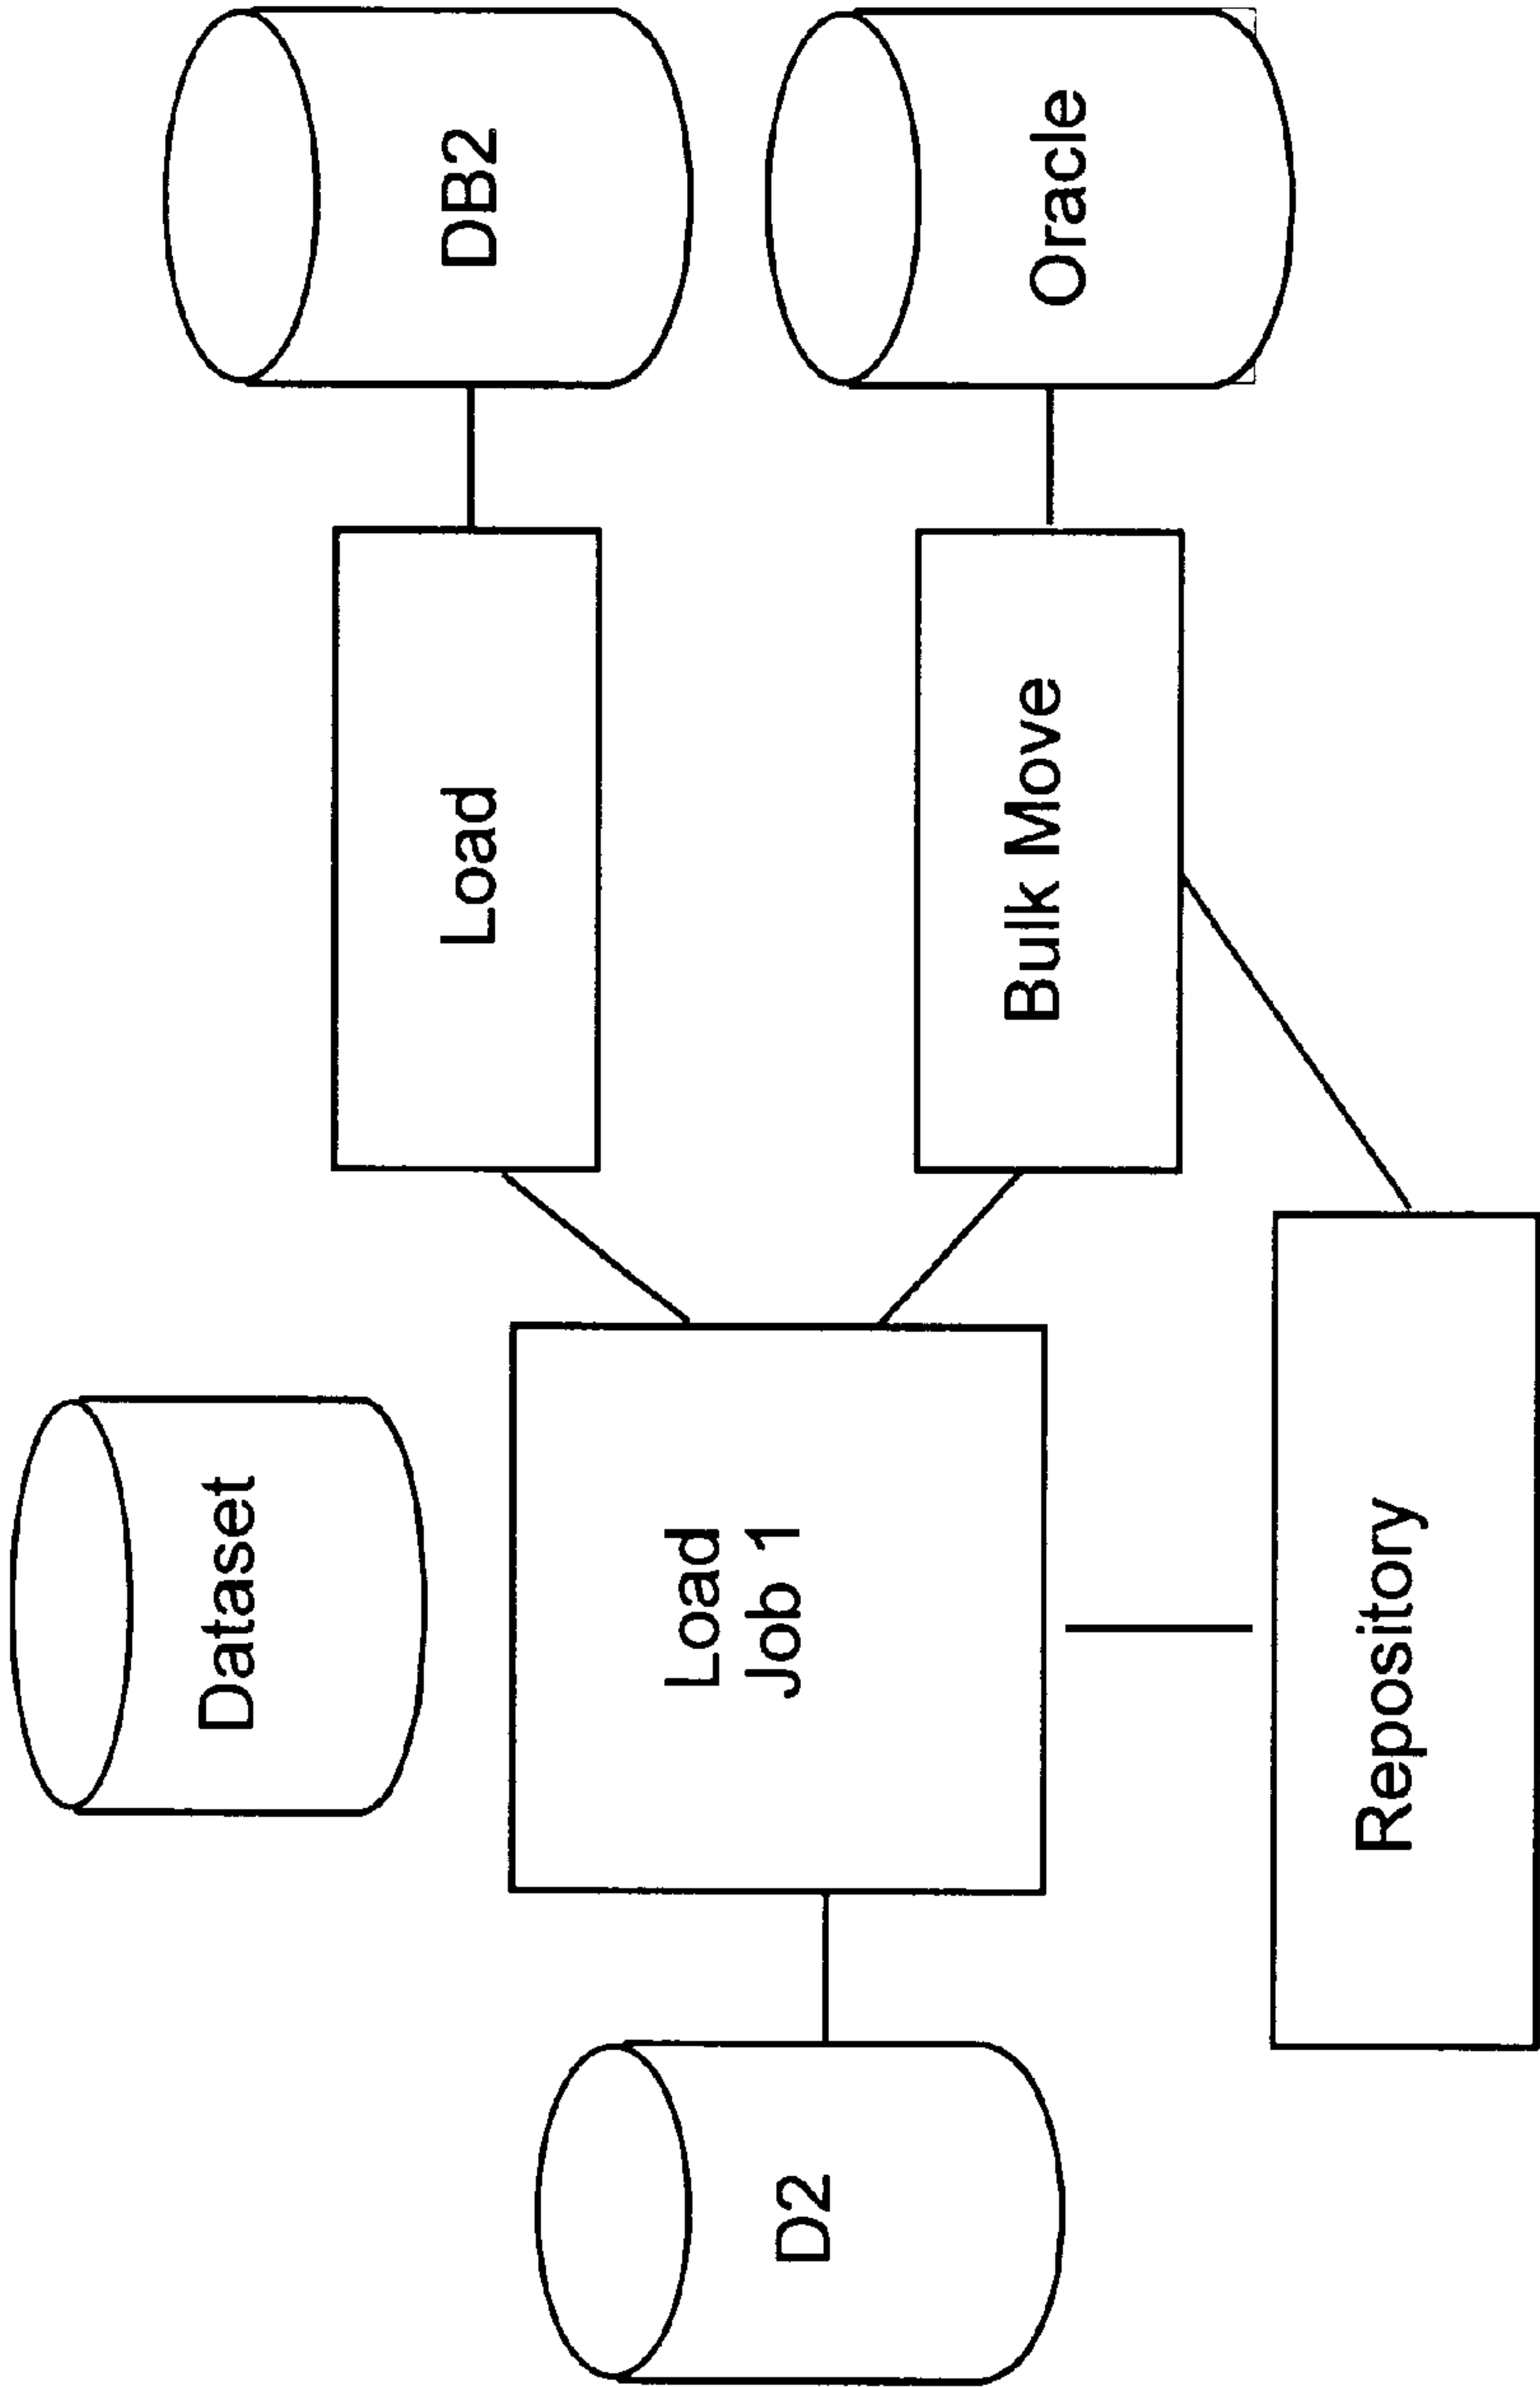 DB2
Oracle
Load
Bulk Move
Dataset
Load
Job 1
Repository
D2